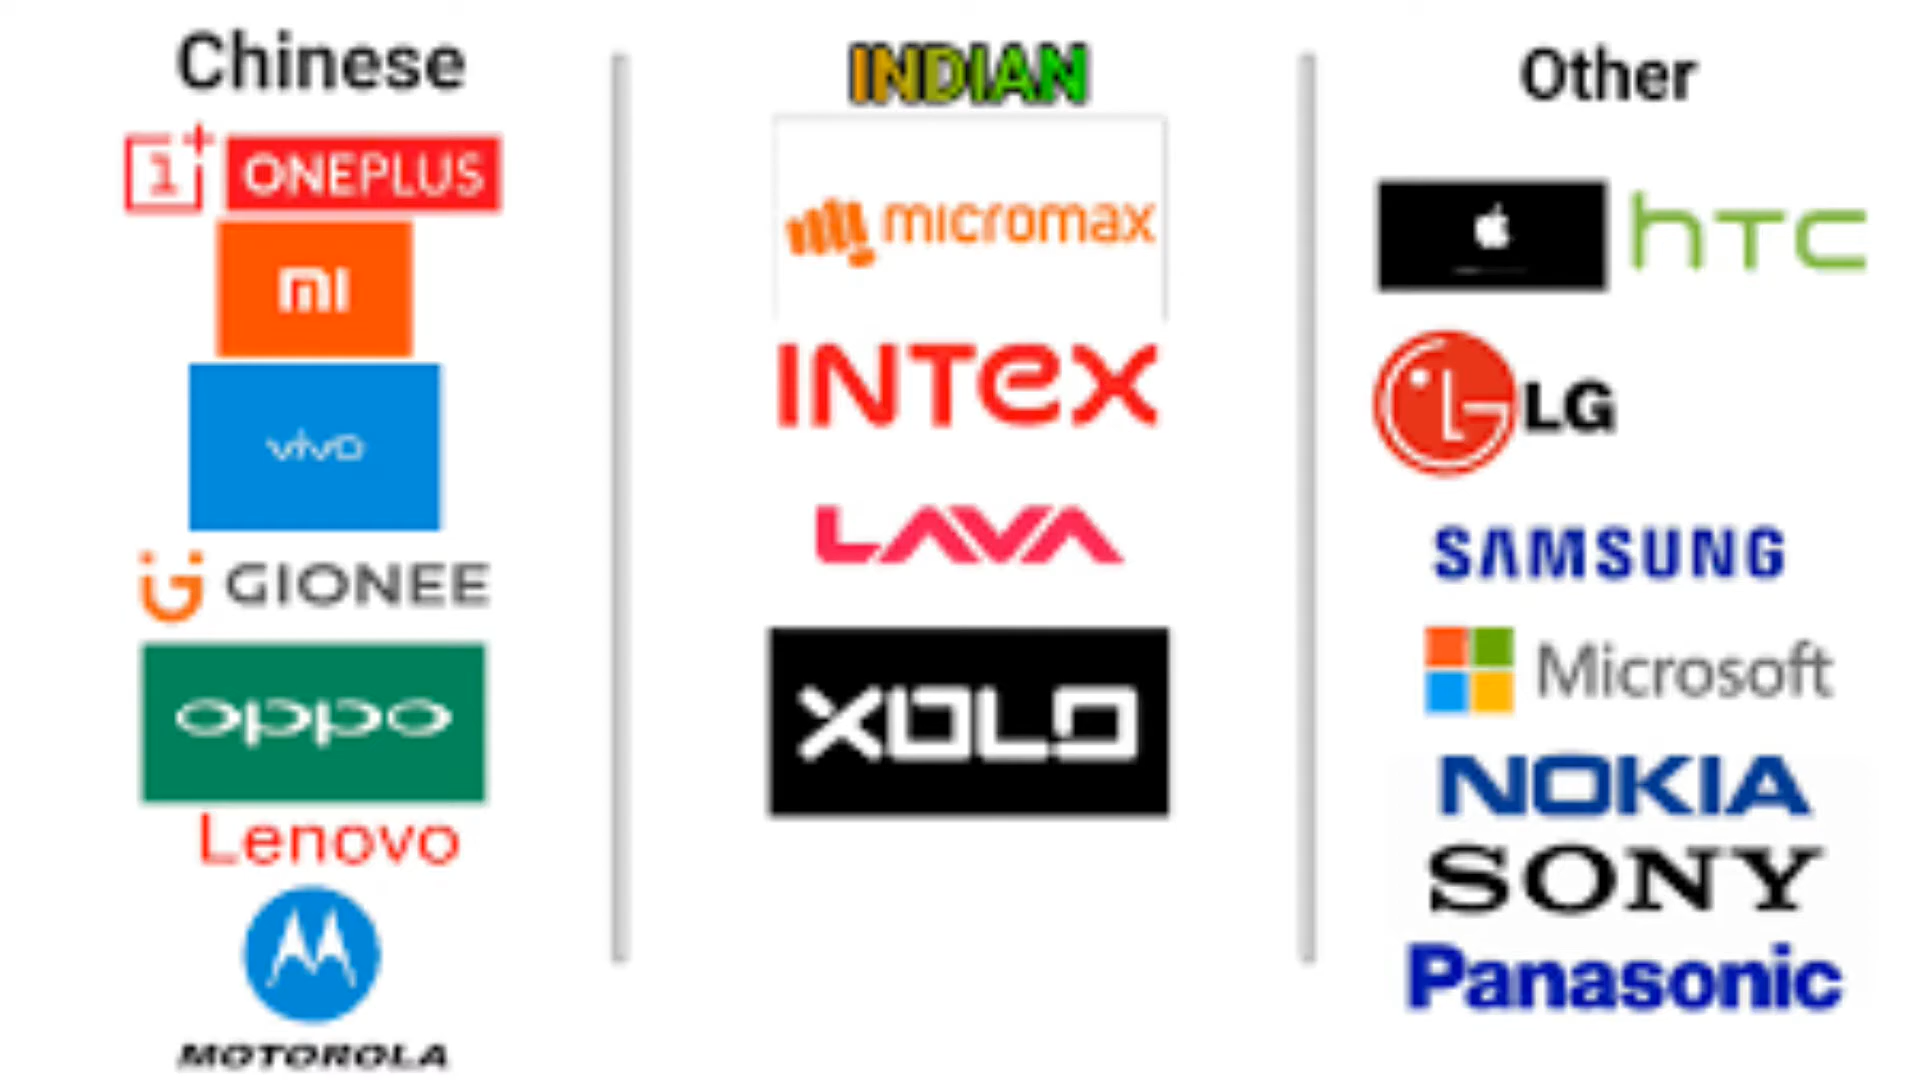 Chinese
1+ ONEPLUS
mi
vivo
G GIONEE
oppo
Lenovo
MOTOROLA
INDIAN
micromax
INTEX
LAVA
XOLO
Other
hTC
LG
SAMSUNG
Microsoft
NOKIA
SONY
Panasonic